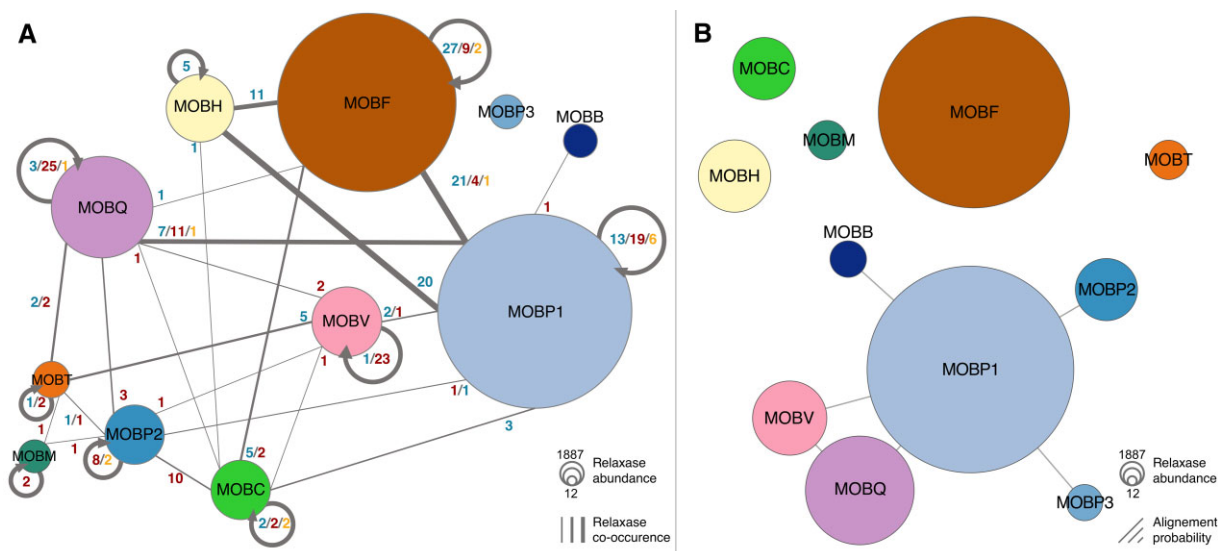 A
5
27/9/2
MOBH
11
MOBF
MOBP3
MOBB
1
3/25/1
MOBQ
1
21/4/1
1
7/11/1
1
13/19/6
20
2
2/1
MOBV
5
MOBP1
2/2
1
1/23
MOBT
1/2
1/1
3
1
1/1
1
MOBP2
1
MOBM
8/2
2
10
5/2
3
MOBC
2/2/2
1887
12
Relaxase
abundance
Relaxase
co-occurence
B
MOBC
MOBF
MOBM
MOBT
MOBH
MOBB
MOBP2
MOBP1
MOBV
MOBQ
MOBP3
1887
12
Relaxase
abundance
Alignement
probability